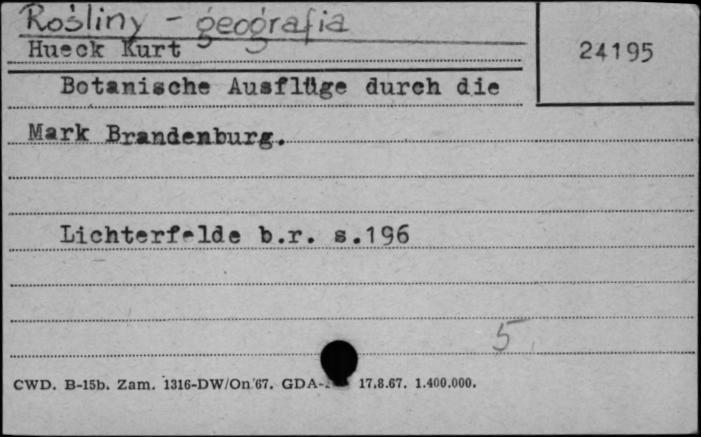 Rośliny - geografia
Hueck Kurt
24195
Botanische Ausflüge durch die
Mark Brandenburg.
Lichterfelde b.r. s.196
5
CWD. B-15b. Zam. 1316-DW/On 67. GDA- 17.8.67. 1.400.000.